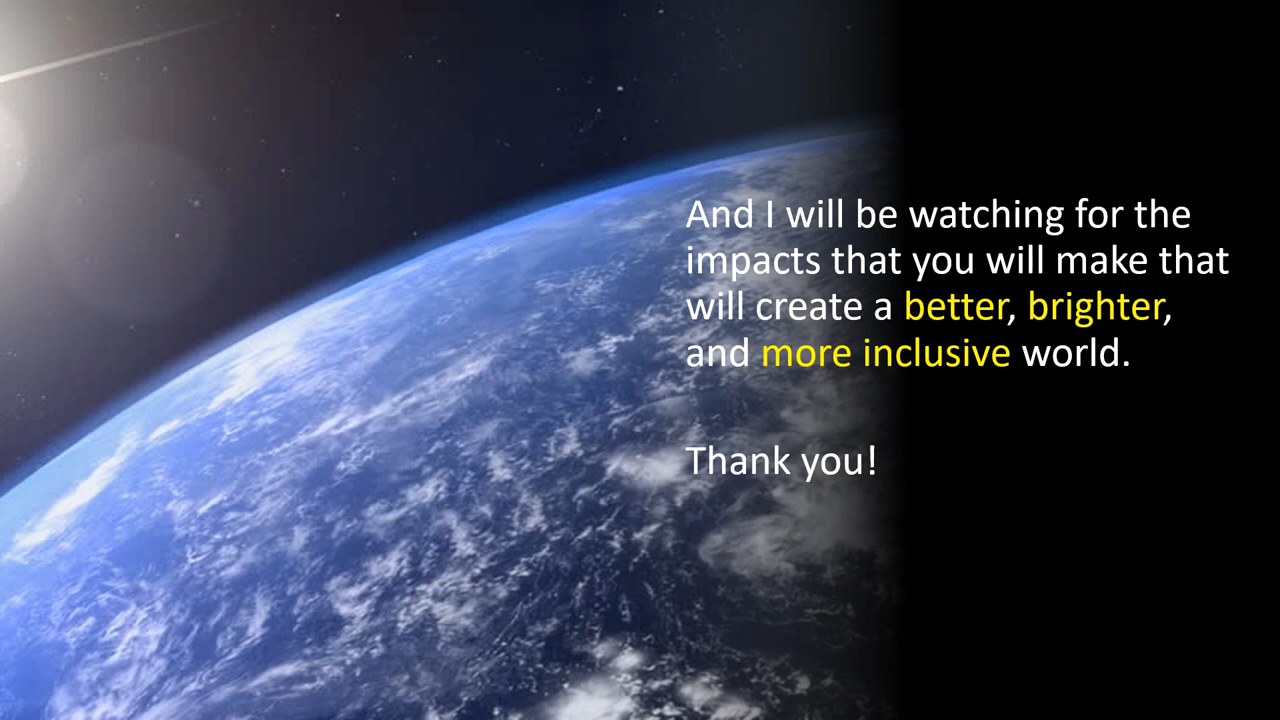 And I will be watching for the
impacts that you will make that
will create a better, brighter,
and more inclusive world.
Thank you!